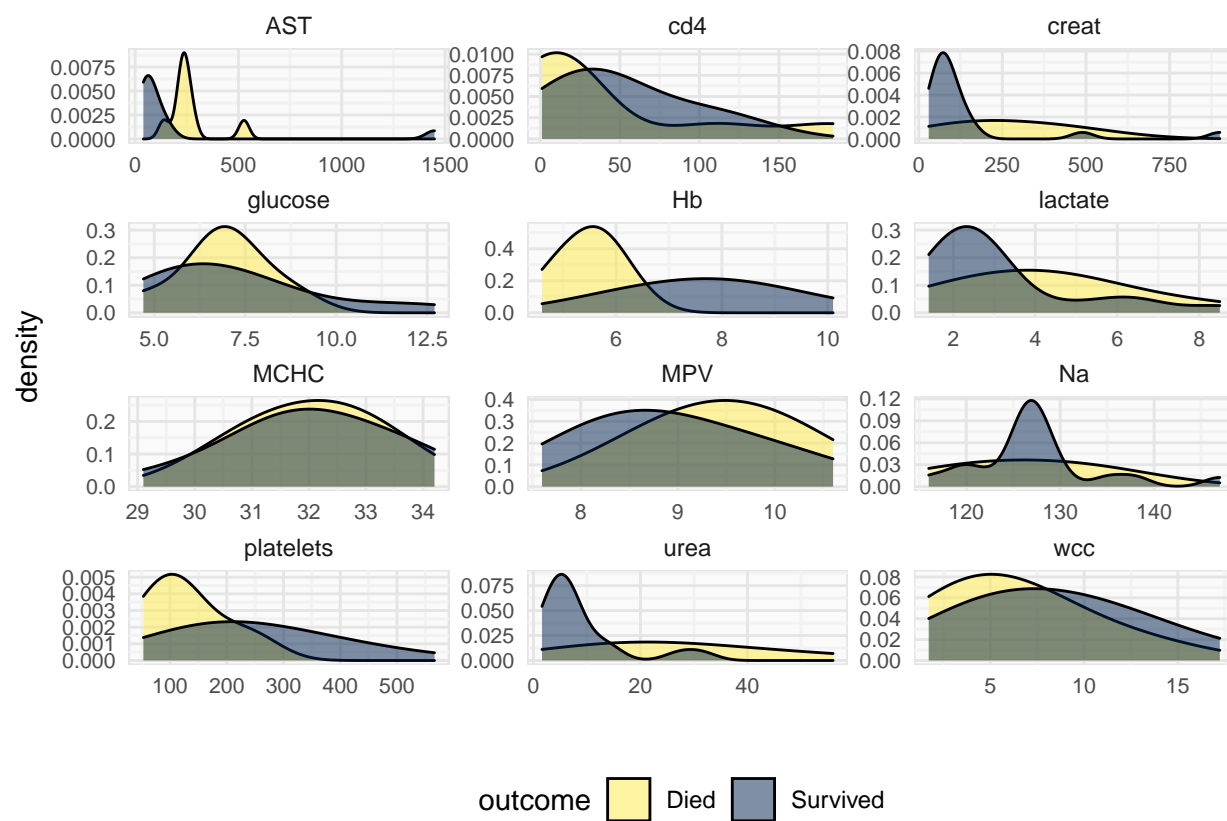 AST cd4 creat
0.0075 0.0050 0.0025 0.0000
0.0100 0.0075 0.0050 0.0025 0.0000
0.008 0.006 0.004 0.002 0.000
0 500 1000 1500
0 50 100 150
0 250 500 750
glucose Hb lactate
0.3 0.2 0.1 0.0
0.4 0.2 0.0
0.3 0.2 0.1 0.0
5.0 7.5 10.0 12.5
6 8 10
2 4 6 8
density
MCHC MPV Na
0.2 0.1 0.0
0.4 0.3 0.2 0.1 0.0
0.12 0.09 0.06 0.03 0.00
29 30 31 32 33 34
8 9 10
120 130 140
platelets urea wcc
0.005 0.004 0.003 0.002 0.001 0.000
0.075 0.050 0.025 0.000
0.08 0.06 0.04 0.02 0.00
100 200 300 400 500
0 20 40
5 10 15
outcome Died Survived